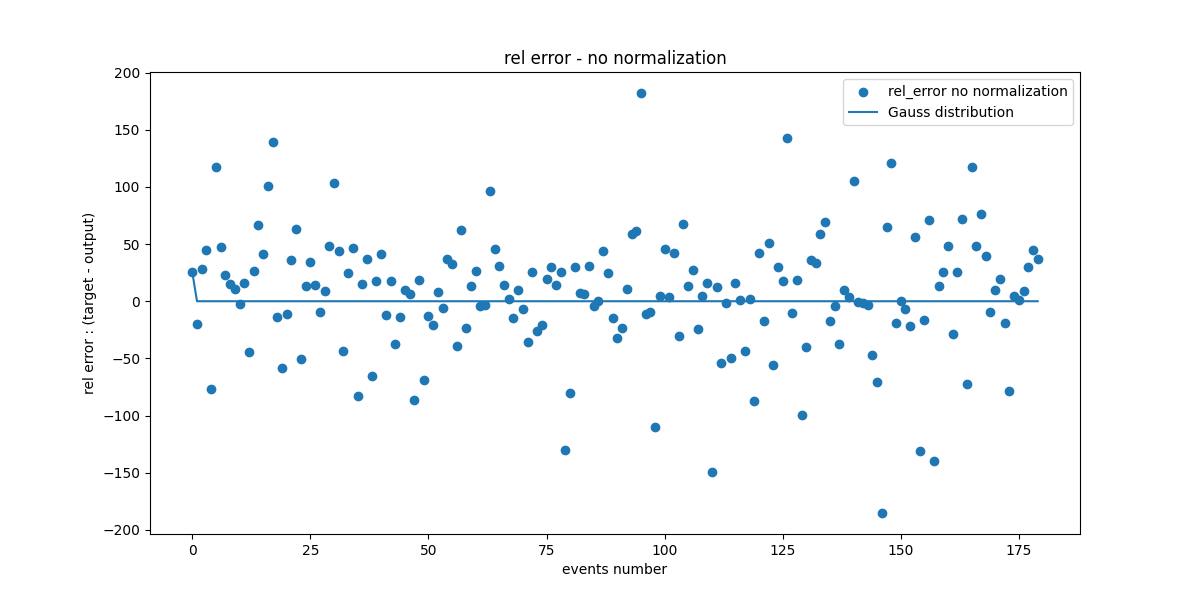 rel error - no normalization
rel_error no normalization
Gauss distribution
rel error : (target - output)
200
150
100
50
0
−50
−100
−150
−200
0 25 50 75 100 125 150 175
events number